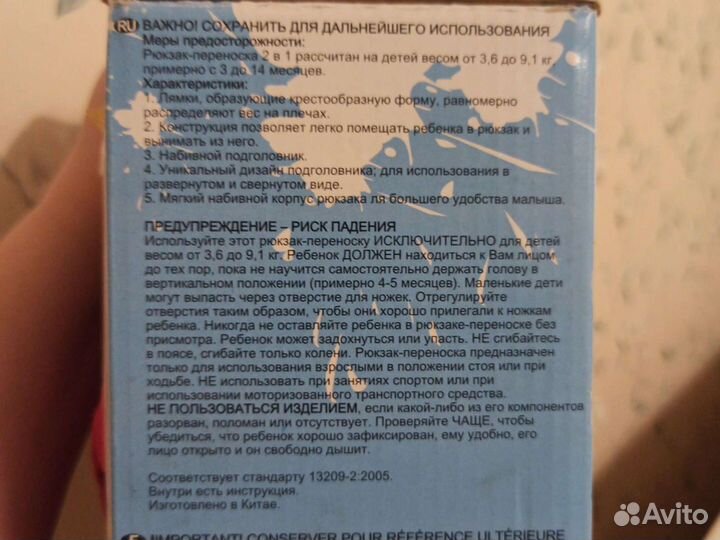 RU ВАЖНО! СОХРАНИТЬ ДЛЯ ДАЛЬНЕЙШЕГО ИСПОЛЬЗОВАНИЯ
Меры предосторожности:
Рюкзак-переноска 2 в 1 рассчитан на детей весом от 3,6 до 9,1 кг,
примерно с 3 до 14 месяцев.
Характеристики:
1. Лямки, образующие крестообразную форму, равномерно
распределяют вес на плечах.
2. Конструкция позволяет легко помещать ребенка в рюкзак и
вынимать из него.
3. Набивной подголовник.
4. Уникальный дизайн подголовника; для использования в
развернутом и свернутом виде.
5. Мягкий набивной корпус рюкзака ля большего удобства малыша.
ПРЕДУПРЕЖДЕНИЕ – РИСК ПАДЕНИЯ
Используйте этот рюкзак-переноску ИСКЛЮЧИТЕЛЬНО для детей
весом от 3,6 до 9,1 кг. Ребенок ДОЛЖЕН находиться к Вам лицом
до тех пор, пока не научится самостоятельно держать голову в
вертикальном положении (примерно 4-5 месяцев). Маленькие дети
могут выпасть через отверстие для ножек. Отрегулируйте
отверстия таким образом, чтобы они хорошо прилегали к ножкам
ребенка. Никогда не оставляйте ребенка в рюкзаке-переноске без
присмотра. Ребенок может задохнуться или упасть. НЕ сгибайтесь
в поясе, сгибайте только колени. Рюкзак-переноска предназначен
только для использования взрослыми в положении стоя или при
ходьбе. НЕ использовать при занятиях спортом или при
использовании моторизованного транспортного средства.
НЕ ПОЛЬЗОВАТЬСЯ ИЗДЕЛИЕМ, если какой-либо из его компонентов
разорван, поломан или отсутствует. Проверяйте ЧАЩЕ, чтобы
убедиться, что ребенок хорошо зафиксирован, ему удобно, его
лицо открыто и он свободно дышит.
Соответствует стандарту 13209-2:2005.
Внутри есть инструкция.
Изготовлено в Китае.
¡IMPORTANT! CONSERVER POUR RÉFÉRENCE ULTÉRIEURE
Avito